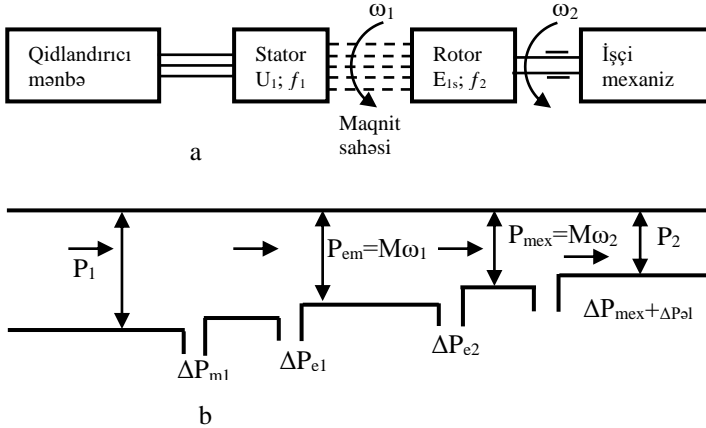 ω₁
ω₂
Qidlandırıcı
mənbə
Stator
U₁; f₁
Rotor
E₁ₛ; f₂
İşçi
mexaniz
Maqnit
sahəsi
a
P₁
Pem=Mω₁
Pmex=Mω₂
P₂
ΔPm1
ΔPe1
ΔPe2
ΔPmex+ΔPəl
b